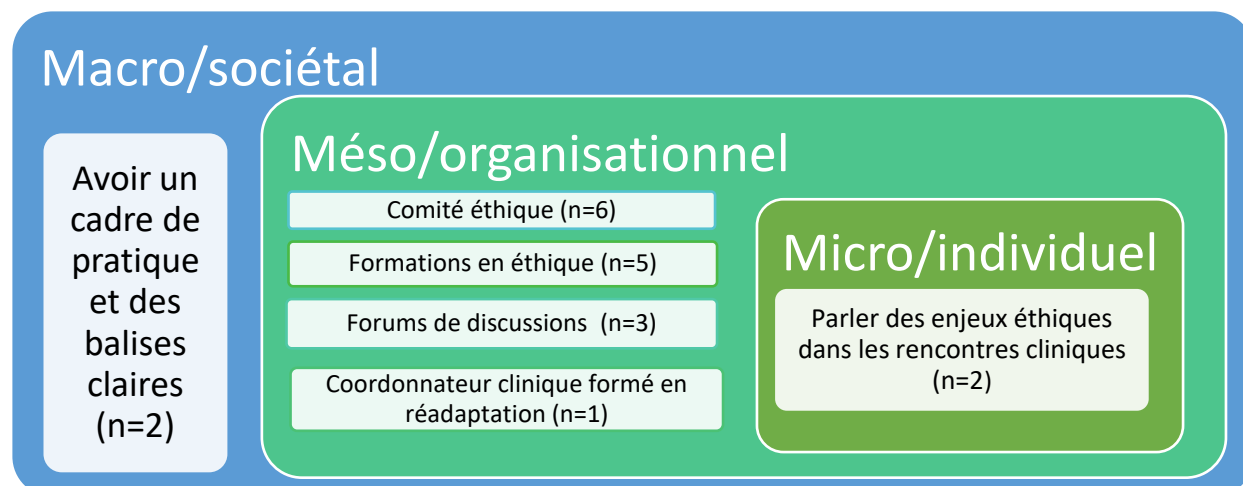 Macro/sociétal
Avoir un
cadre de
pratique
et des
balises
claires
(n=2)
Méso/organisationnel
Comité éthique (n=6)
Formations en éthique (n=5)
Forums de discussions (n=3)
Coordonnateur clinique formé en
réadaptation (n=1)
Micro/individuel
Parler des enjeux éthiques
dans les rencontres cliniques
(n=2)